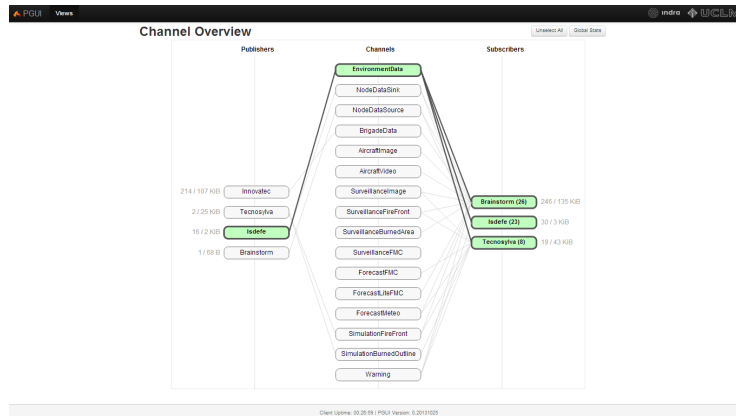 PGUI Views indra UCLM
Channel Overview
Unselect All Global Stats
Publishers Channels Subscribers
EnvironmentData
NodeDataSink
NodeDataSource
BrigadeData
AircraftImage
AircraftVideo
214 / 107 KiB Innovatec SurveillanceImage
Brainstorm (26) 246 / 135 KiB
2 / 25 KiB Tecnosylva SurveillanceFireFront
Isdefe (23) 30 / 3 KiB
16 / 2 KiB Isdefe SurveillanceBurnedArea
Tecnosylva (8) 19 / 43 KiB
1 / 68 B Brainstorm SurveillanceFMC
ForecastFMC
ForecastLiteFMC
ForecastMeteo
SimulationFireFront
SimulationBurnedOutline
Warning
Client Uptime: 00:26:59 / PGUI Version: 0.20131025